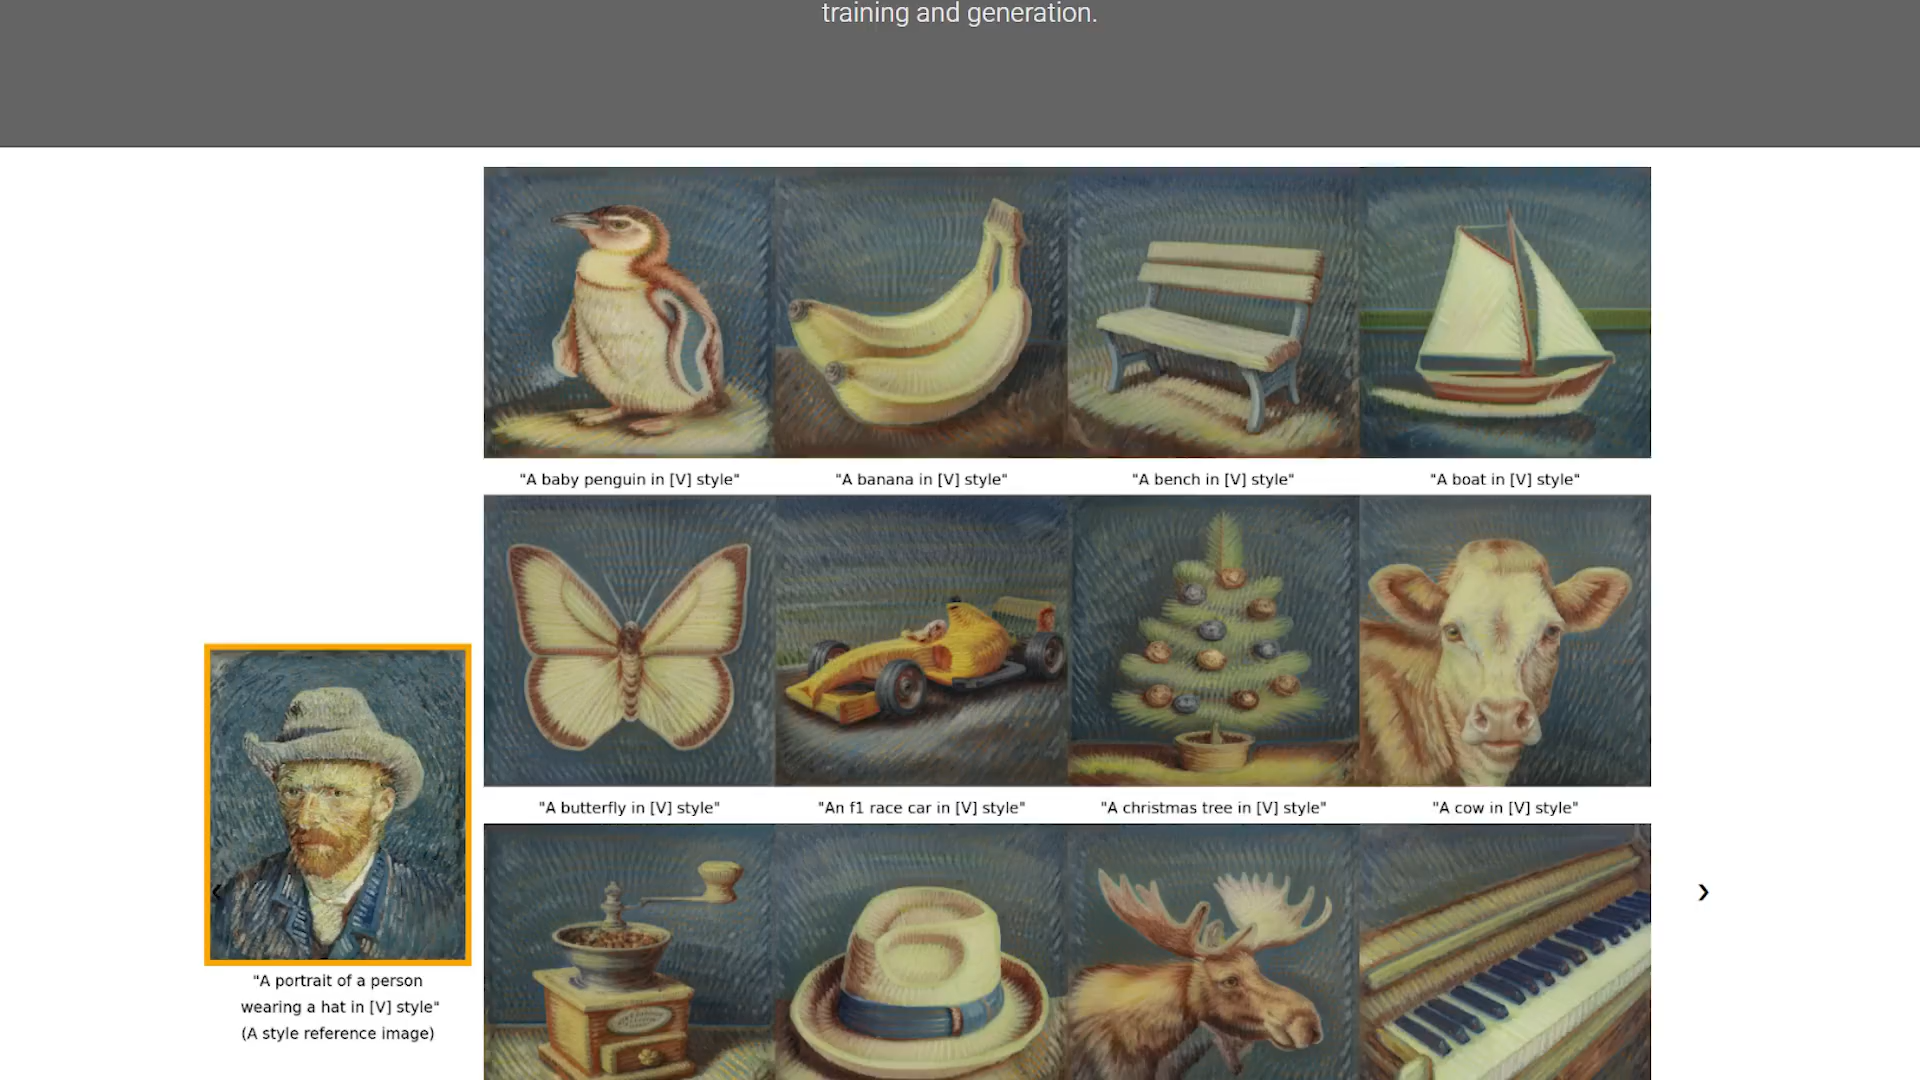 training and generation.
"A baby penguin in [V] style"
"A banana in [V] style"
"A bench in [V] style"
"A boat in [V] style"
"A butterfly in [V] style"
"An f1 race car in [V] style"
"A christmas tree in [V] style"
"A cow in [V] style"
"A portrait of a person
wearing a hat in [V] style"
(A style reference image)